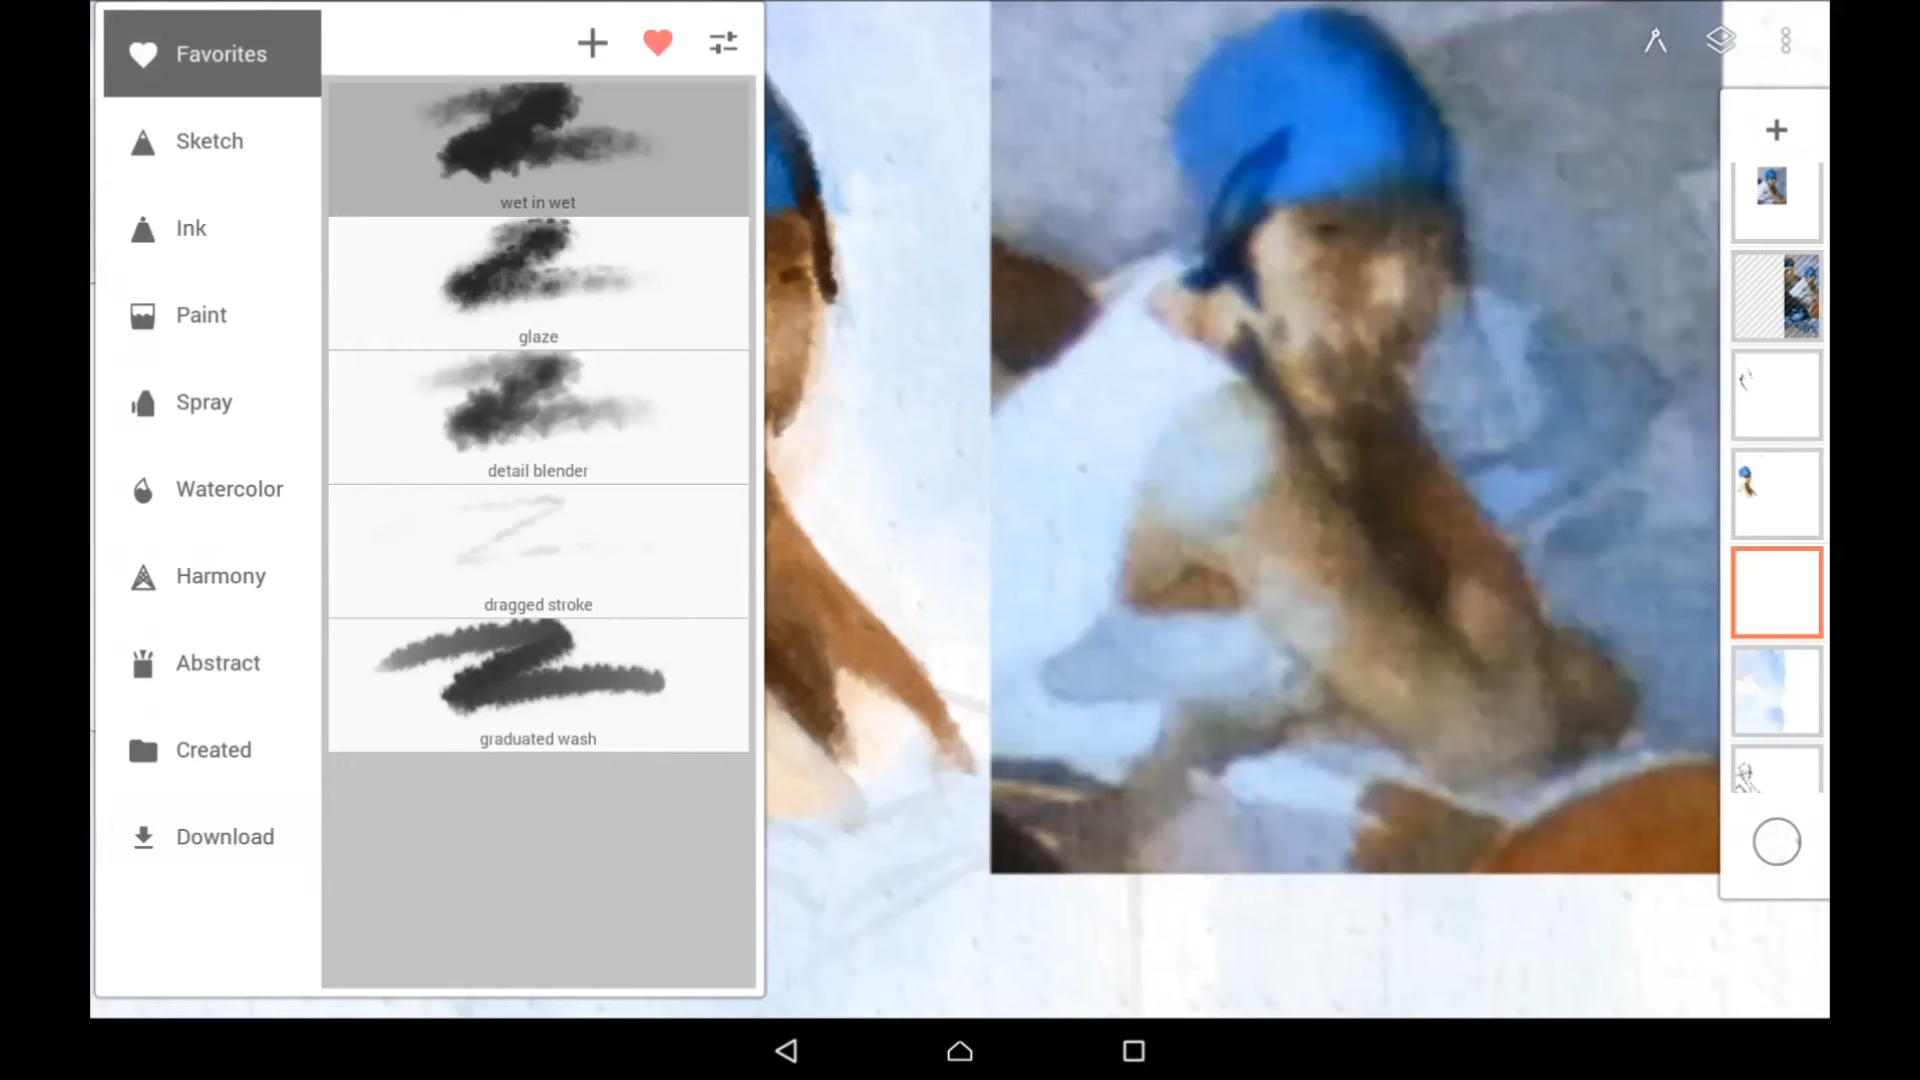 Favorites
Sketch
Ink
Paint
Spray
Watercolor
Harmony
Abstract
Created
Download
wet in wet
glaze
detail blender
dragged stroke
graduated wash